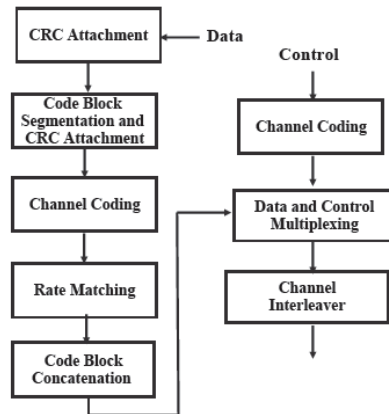 CRC Attachment
Data
Code Block
Segmentation and
CRC Attachment
Channel Coding
Rate Matching
Code Block
Concatenation
Control
Channel Coding
Data and Control
Multiplexing
Channel
Interleaver